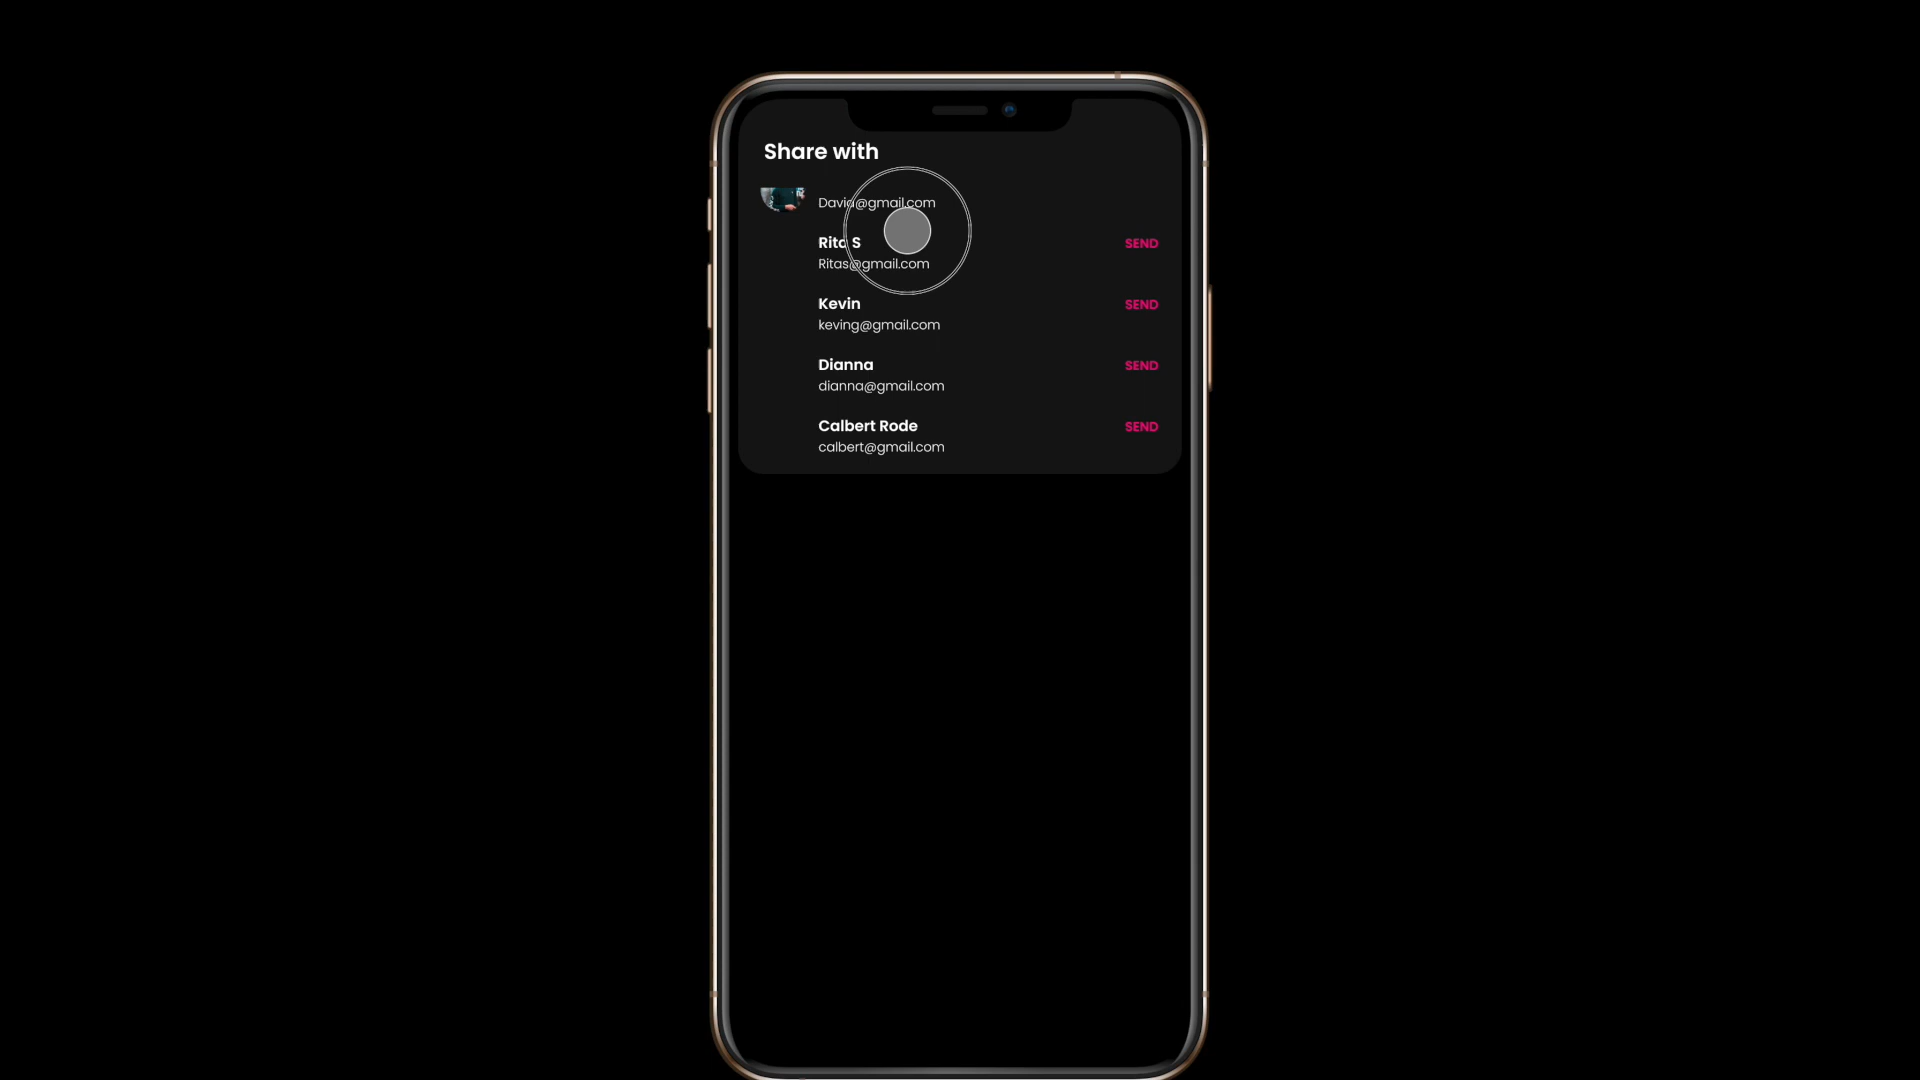 Share with
David@gmail.com
Rita S
SEND
Ritas@gmail.com
Kevin
SEND
keving@gmail.com
Dianna
SEND
dianna@gmail.com
Calbert Rode
SEND
calbert@gmail.com